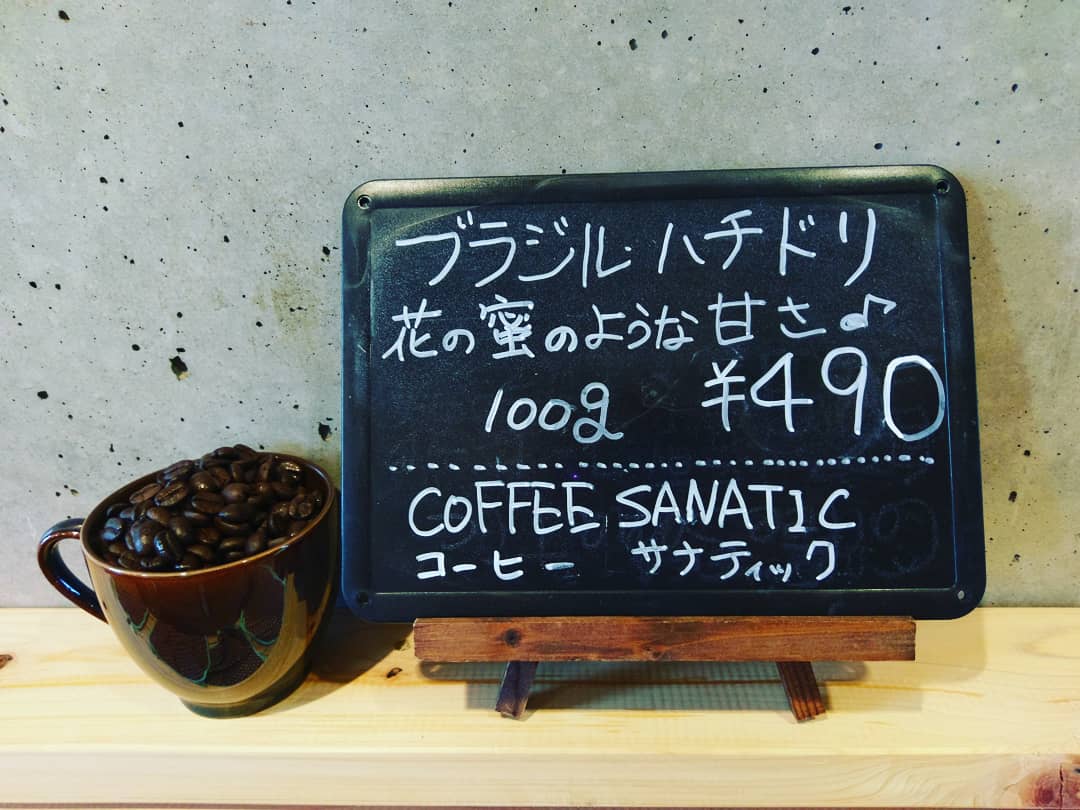 ブラジル・ハチドリ
花の蜜のような甘さ♪
100g ¥490
COFFEE SANATIC
コーヒー サナティック